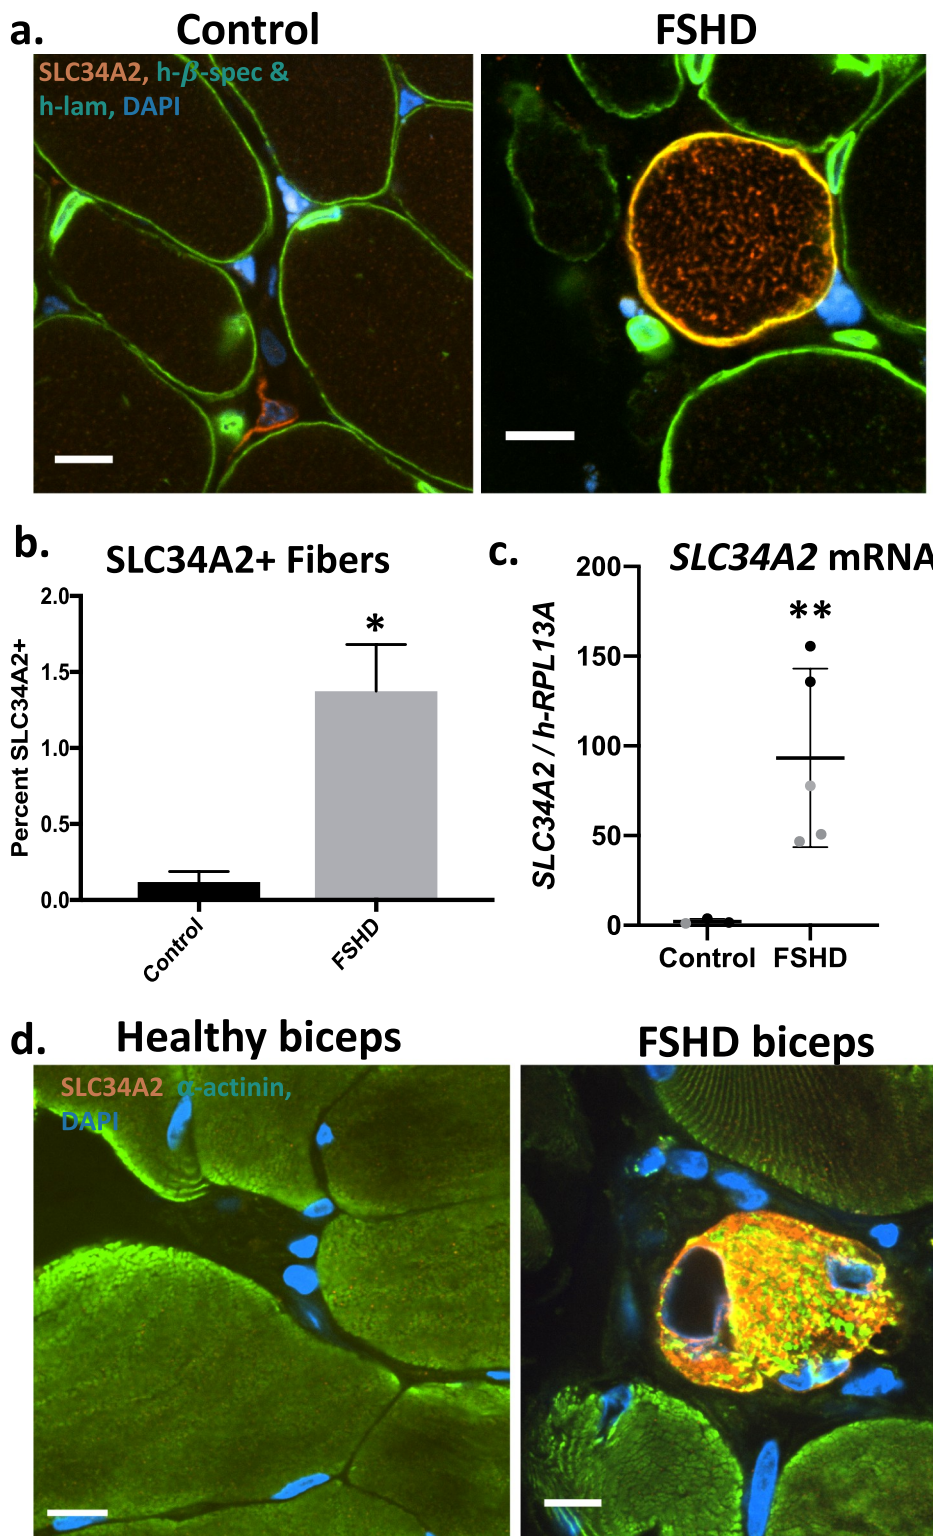 a. Control FSHD
SLC34A2, h-β-spec &
h-lam, DAPI
b. SLC34A2+ Fibers
Percent SLC34A2+
2.0
1.5
1.0
0.5
0.0
*
Control FSHD
c. SLC34A2 mRNA
SLC34A2 / h-RPL13A
200
150
100
50
0
**
Control FSHD
d. Healthy biceps FSHD biceps
SLC34A2 α-actinin,
DAPI